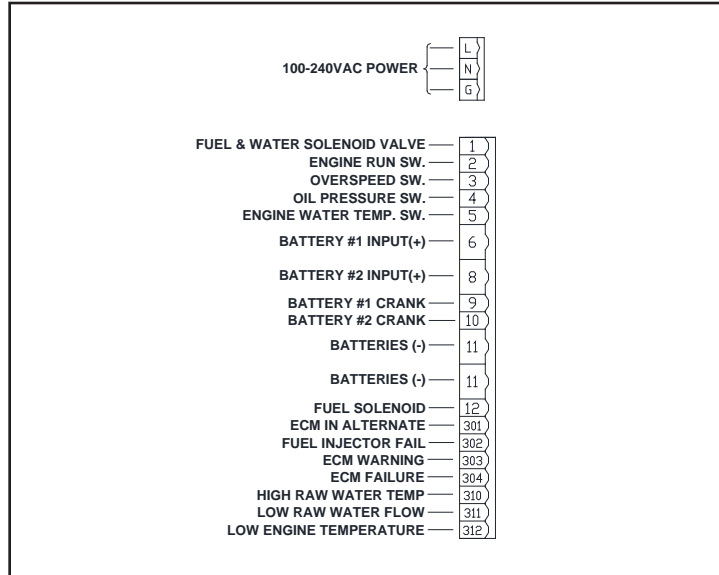 L
100-240VAC POWER N
G
FUEL & WATER SOLENOID VALVE 1
ENGINE RUN SW. 2
OVERSPEED SW. 3
OIL PRESSURE SW. 4
ENGINE WATER TEMP. SW. 5
BATTERY #1 INPUT(+) 6
BATTERY #2 INPUT(+) 8
BATTERY #1 CRANK 9
BATTERY #2 CRANK 10
BATTERIES (-) 11
BATTERIES (-) 11
FUEL SOLENOID 12
ECM IN ALTERNATE 301
FUEL INJECTOR FAIL 302
ECM WARNING 303
ECM FAILURE 304
HIGH RAW WATER TEMP 310
LOW RAW WATER FLOW 311
LOW ENGINE TEMPERATURE 312